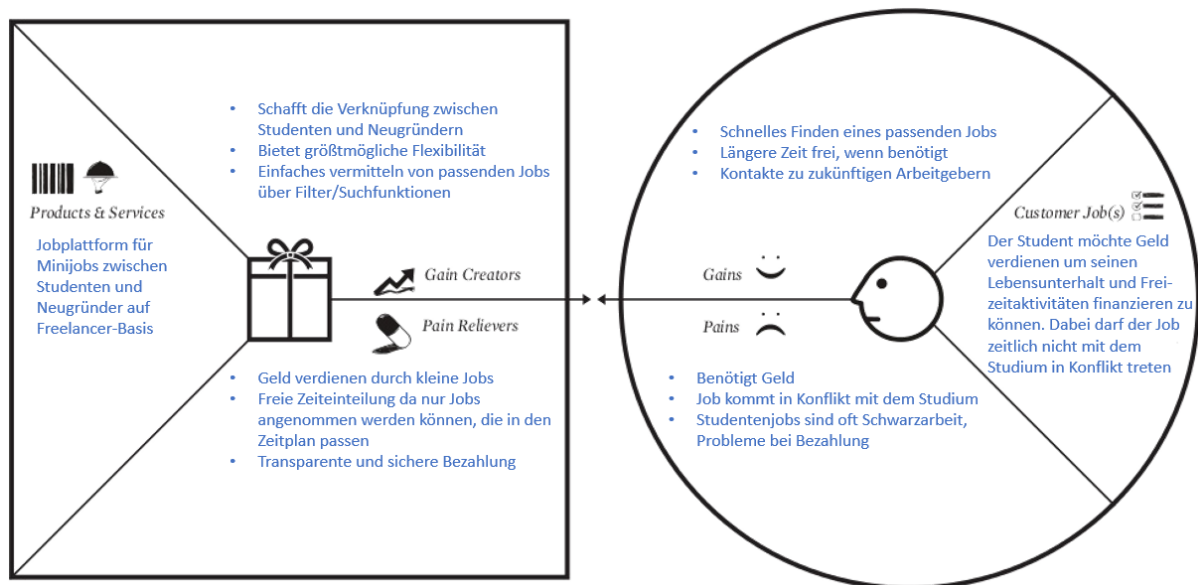 Schafft die Verknüpfung zwischen
Studenten und Neugründern
Bietet größtmögliche Flexibilität
Einfaches vermitteln von passenden Jobs
über Filter/Suchfunktionen
Products & Services
Jobplattform für
Minijobs zwischen
Studenten und
Neugründer auf
Freelancer-Basis
Gain Creators
Pain Relievers
Geld verdienen durch kleine Jobs
Freie Zeiteinteilung da nur Jobs
angenommen werden können, die in den
Zeitplan passen
Transparente und sichere Bezahlung
Schnelles Finden eines passenden Jobs
Längere Zeit frei, wenn benötigt
Kontakte zu zukünftigen Arbeitgebern
Gains
Pains
Benötigt Geld
Job kommt in Konflikt mit dem Studium
Studentenjobs sind oft Schwarzarbeit,
Probleme bei Bezahlung
Customer Job(s)
Der Student möchte Geld
verdienen um seinen
Lebensunterhalt und Frei-
zeitaktivitäten finanzieren zu
können. Dabei darf der Job
zeitlich nicht mit dem
Studium in Konflikt treten